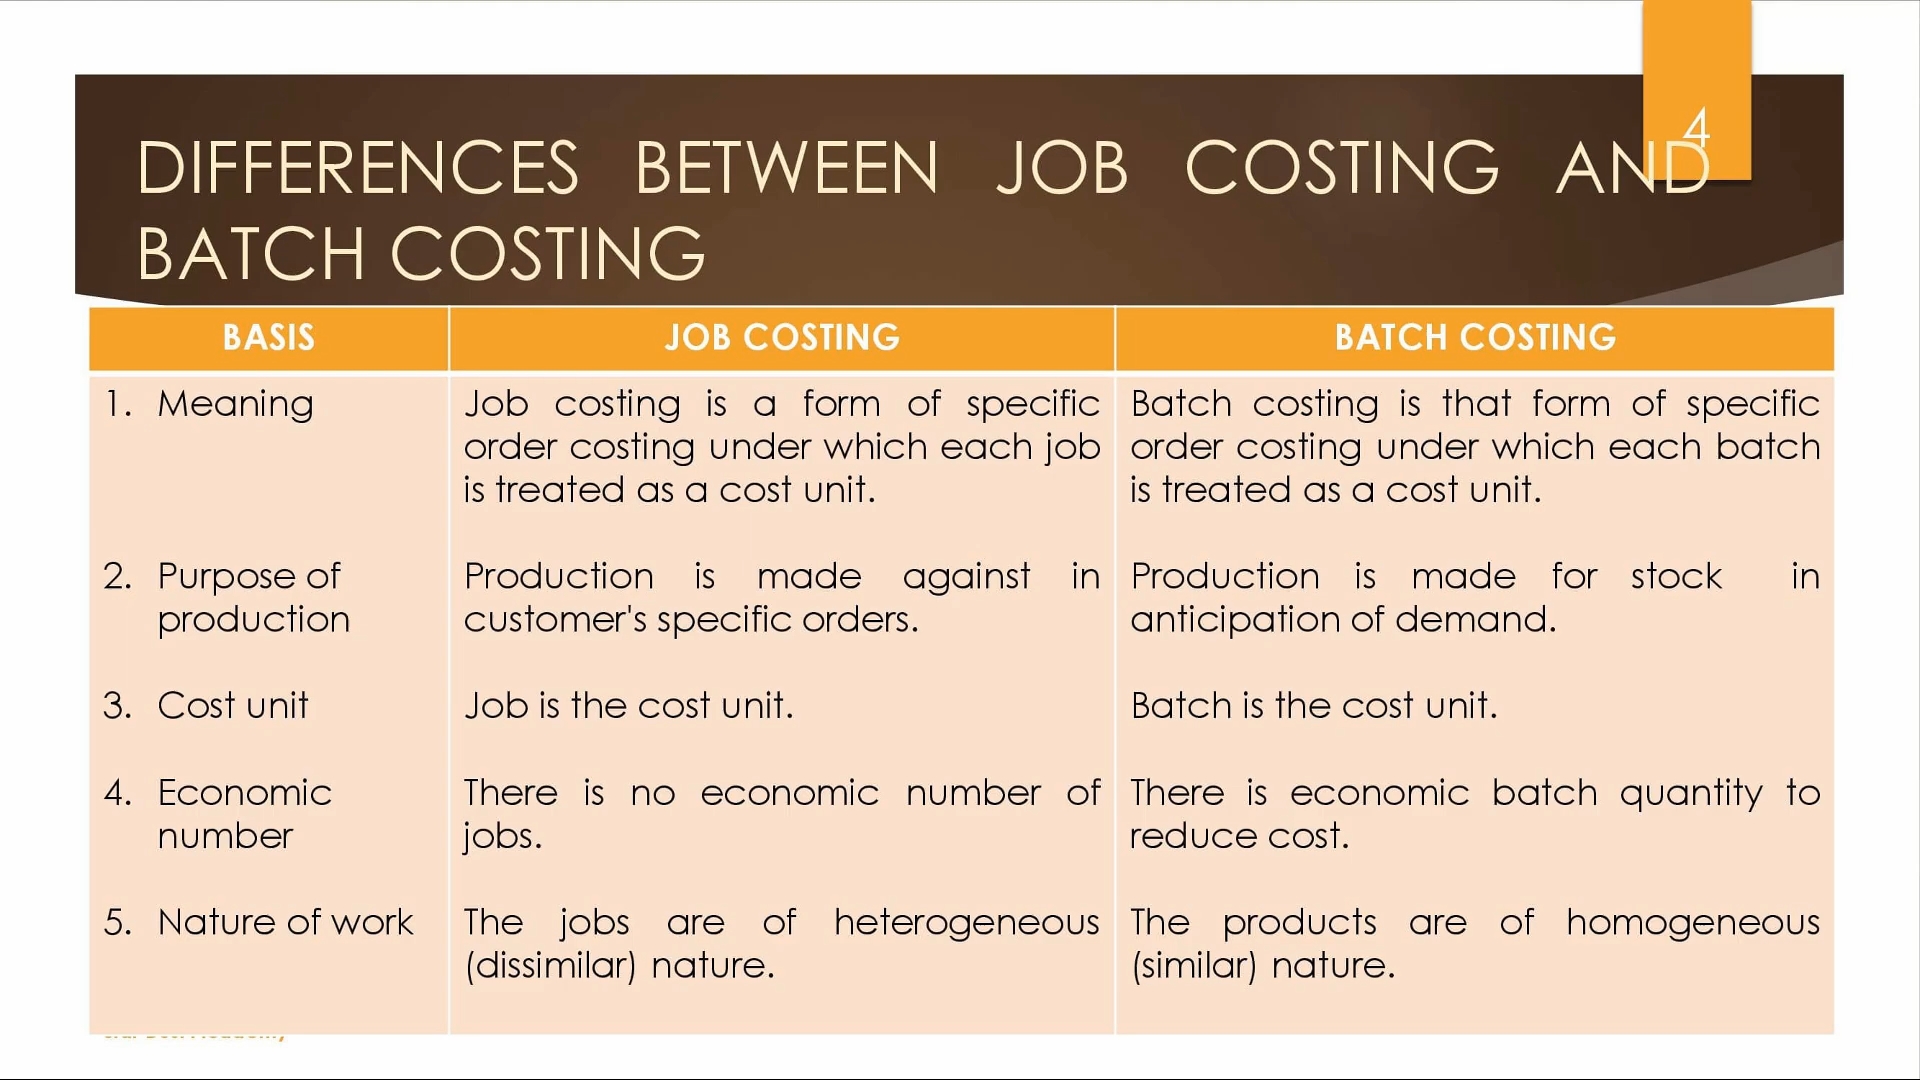 4
DIFFERENCES BETWEEN JOB COSTING AND
BATCH COSTING
BASIS
JOB COSTING
BATCH COSTING
1. Meaning
Job costing is a form of specific
order costing under which each job
is treated as a cost unit.
Batch costing is that form of specific
order costing under which each batch
is treated as a cost unit.
2. Purpose of
production
Production is made against in
customer's specific orders.
Production is made for stock in
anticipation of demand.
3. Cost unit
Job is the cost unit.
Batch is the cost unit.
4. Economic
number
There is no economic number of
jobs.
There is economic batch quantity to
reduce cost.
5. Nature of work
The jobs are of heterogeneous
(dissimilar) nature.
The products are of homogeneous
(similar) nature.